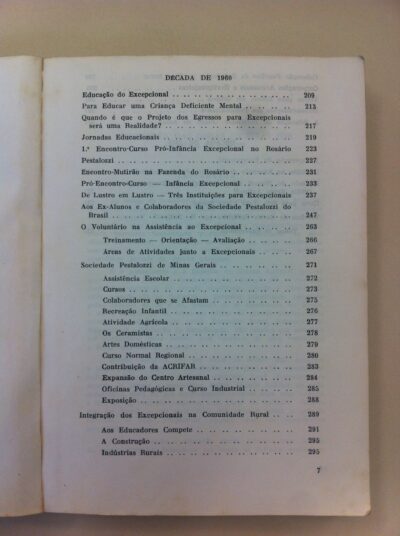 DÉCADA DE 1960
Educação do Excepcional .. .. .. .. .. .. .. .. .. .. 209
Para Educar uma Criança Deficiente Mental .. .. .. .. .. 213
Quando é que o Projeto dos Egressos para Excepcionais
será uma Realidade? .. .. .. .. .. .. .. .. .. .. 217
Jornadas Educacionais .. .. .. .. .. .. .. .. .. .. 219
1.º Encontro-Curso Pró-Infância Excepcional no Rosário 223
Pestalozzi .. .. .. .. .. .. .. .. .. .. .. .. 227
Encontro-Mutirão na Fazenda do Rosário .. .. .. .. .. 231
Pró-Encontro-Curso — Infância Excepcional .. .. .. .. 233
De Lustro em Lustro — Três Instituições para Excepcionais 237
Aos Ex-Alunos e Colaboradores da Sociedade Pestalozzi do
Brasil .. .. .. .. .. .. .. .. .. .. .. .. 247
O Voluntário na Assistência ao Excepcional .. .. .. .. 263
Treinamento — Orientação — Avaliação .. .. .. .. 266
Áreas de Atividades junto a Excepcionais .. .. .. 267
Sociedade Pestalozzi de Minas Gerais .. .. .. .. .. .. 271
Assistência Escolar .. .. .. .. .. .. .. .. .. 272
Cursos .. .. .. .. .. .. .. .. .. .. .. .. 273
Colaboradores que se Afastam .. .. .. .. .. .. 275
Recreação Infantil .. .. .. .. .. .. .. .. .. 276
Atividade Agrícola .. .. .. .. .. .. .. .. .. 277
Os Ceramistas .. .. .. .. .. .. .. .. .. .. 278
Artes Domésticas .. .. .. .. .. .. .. .. .. 279
Curso Normal Regional .. .. .. .. .. .. .. .. 280
Contribuição da ACRIFAR .. .. .. .. .. .. .. 283
Expansão do Centro Artesanal .. .. .. .. .. .. 284
Oficinas Pedagógicas e Curso Industrial .. .. .. 285
Exposição .. .. .. .. .. .. .. .. .. .. .. 288
Integração dos Excepcionais na Comunidade Rural .. .. 289
Aos Educadores Compete .. .. .. .. .. .. .. .. 291
A Construção .. .. .. .. .. .. .. .. .. .. 295
Indústrias Rurais .. .. .. .. .. .. .. .. .. 295
7